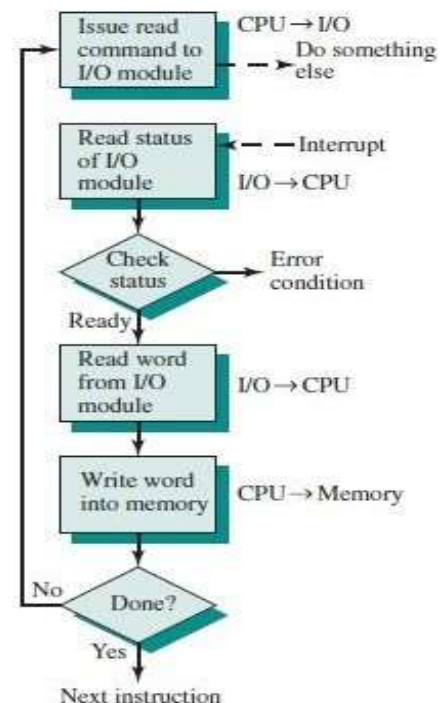 Issue read
command to
I/O module
CPU → I/O
Do something
else
Read status
of I/O
module
Interrupt
I/O → CPU
Check
status
Error
condition
Ready
Read word
from I/O
module
I/O → CPU
Write word
into memory
CPU → Memory
No
Done?
Yes
Next instruction